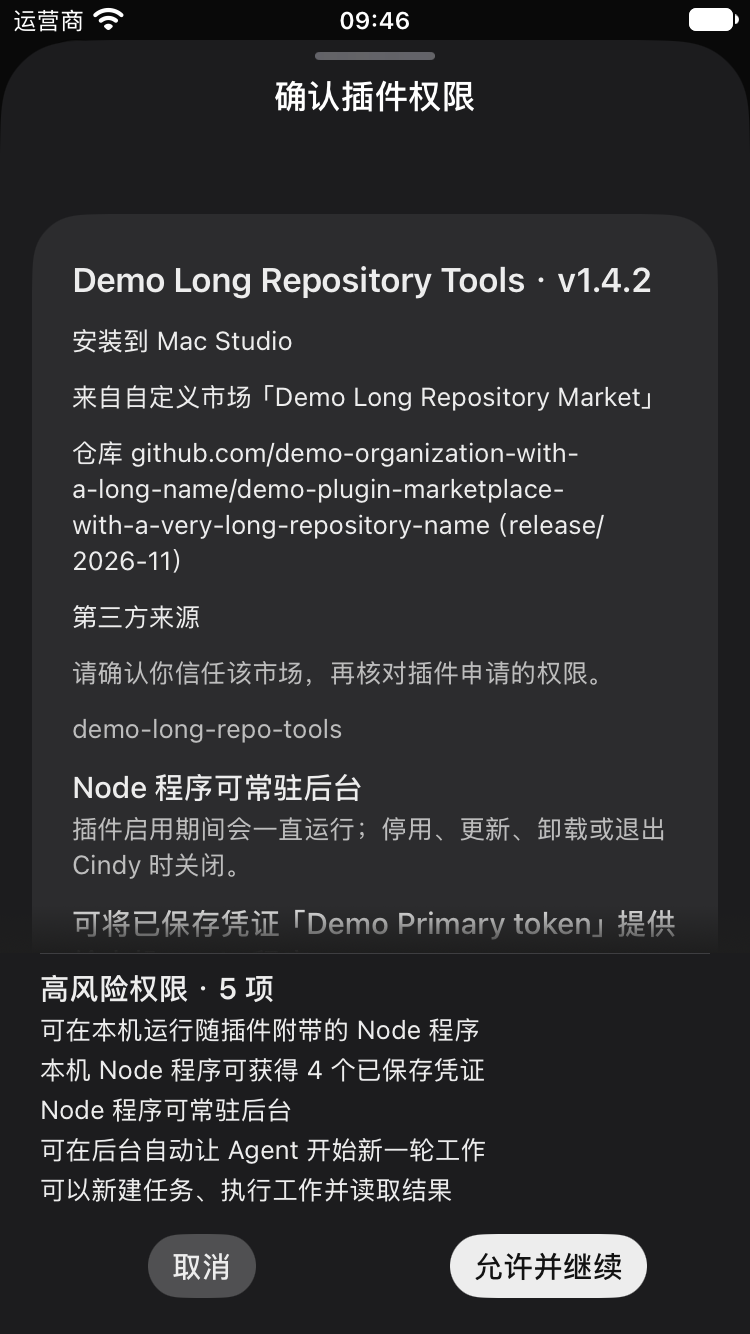 运营商
09:46
确认插件权限
Demo Long Repository Tools · v1.4.2
安装到 Mac Studio
来自自定义市场「Demo Long Repository Market」
仓库 github.com/demo-organization-with-
a-long-name/demo-plugin-marketplace-
with-a-very-long-repository-name (release/
2026-11)
第三方来源
请确认你信任该市场，再核对插件申请的权限。
demo-long-repo-tools
Node 程序可常驻后台
插件启用期间会一直运行；停用、更新、卸载或退出
Cindy 时关闭。
可将已保存凭证「Demo Primary token」提供
高风险权限 · 5 项
可在本机运行随插件附带的 Node 程序
本机 Node 程序可获得 4 个已保存凭证
Node 程序可常驻后台
可在后台自动让 Agent 开始新一轮工作
可以新建任务、执行工作并读取结果
取消
允许并继续